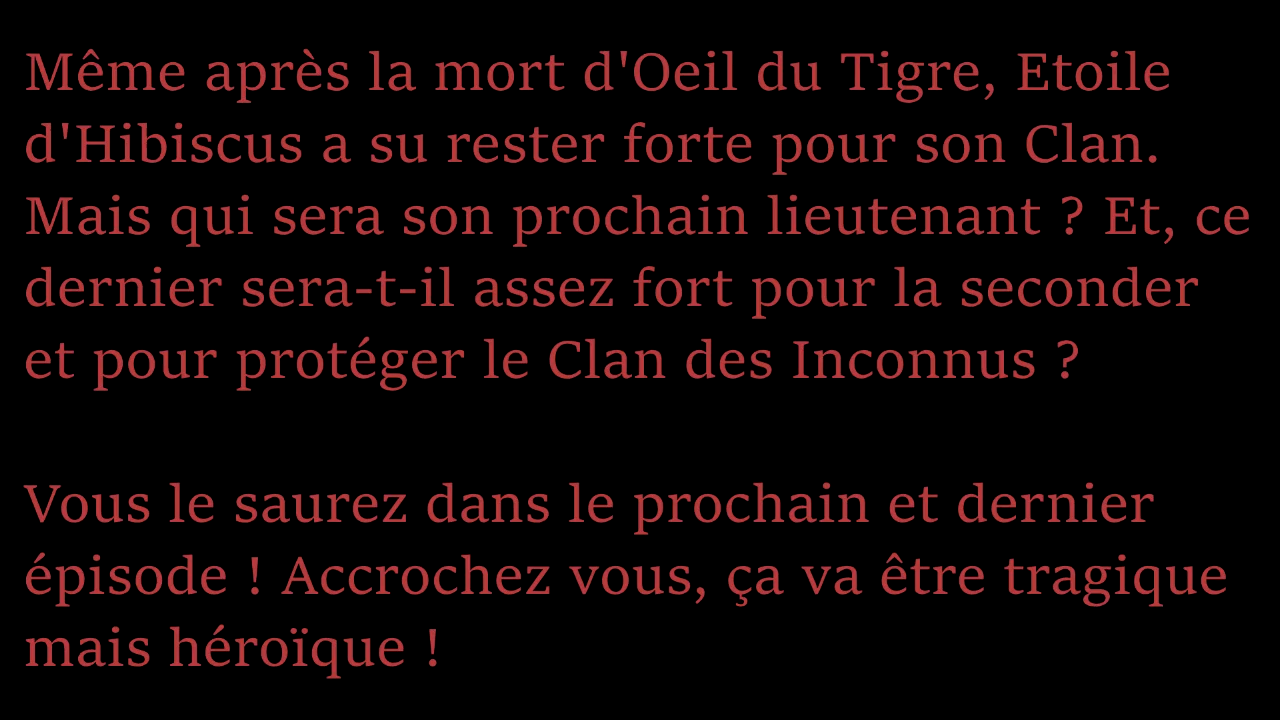 Même après la mort d'Oeil du Tigre, Etoile
d'Hibiscus a su rester forte pour son Clan.
Mais qui sera son prochain lieutenant ? Et, ce
dernier sera-t-il assez fort pour la seconder
et pour protéger le Clan des Inconnus ?
Vous le saurez dans le prochain et dernier
épisode ! Accrochez vous, ça va être tragique
mais héroïque !